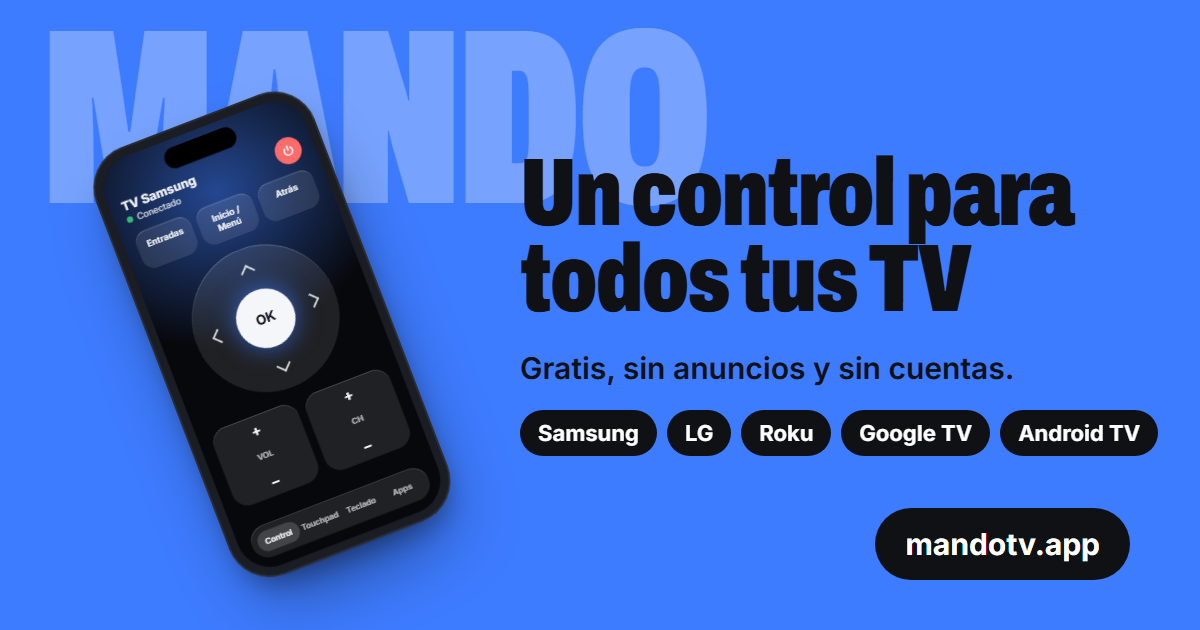 MANDO
Un control para
todos tus TV
Gratis, sin anuncios y sin cuentas.
Samsung LG Roku Google TV Android TV
mandotv.app
TV Samsung
Conectado
Entradas
Inicio /
Menú
Atrás
OK
+ +
VOL CH
− −
Control Touchpad Teclado Apps